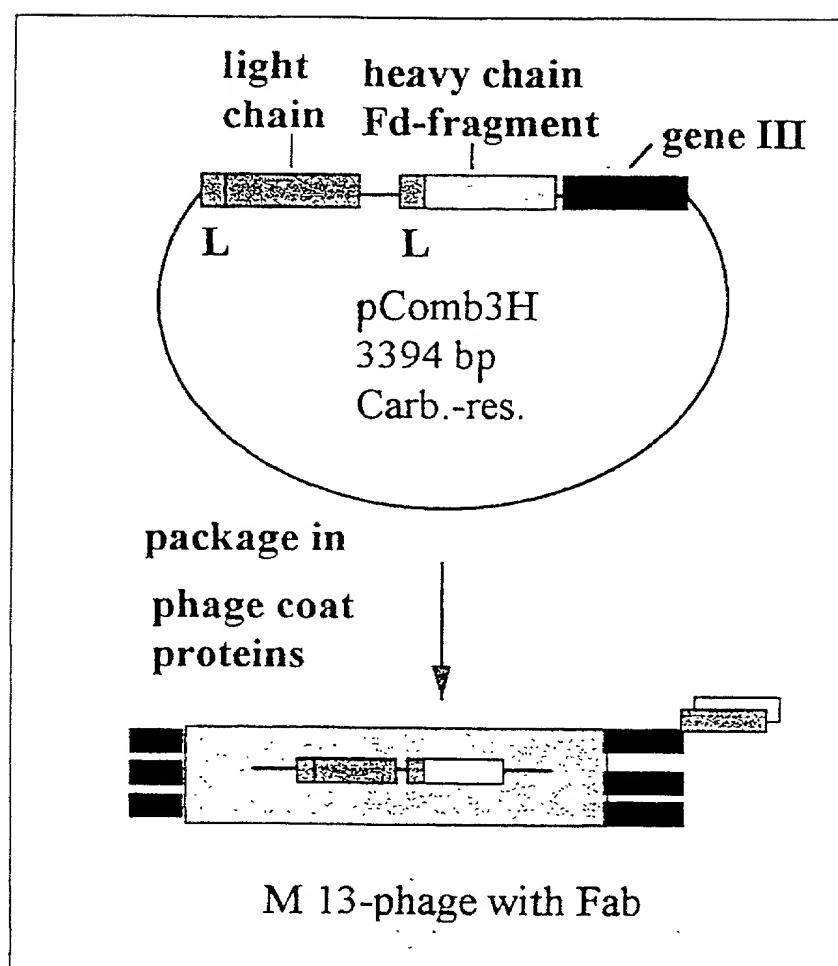 light
chain
heavy chain
Fd-fragment
gene III
L
L
pComb3H
3394 bp
Carb.-res.
package in
phage coat
proteins
M 13-phage with Fab